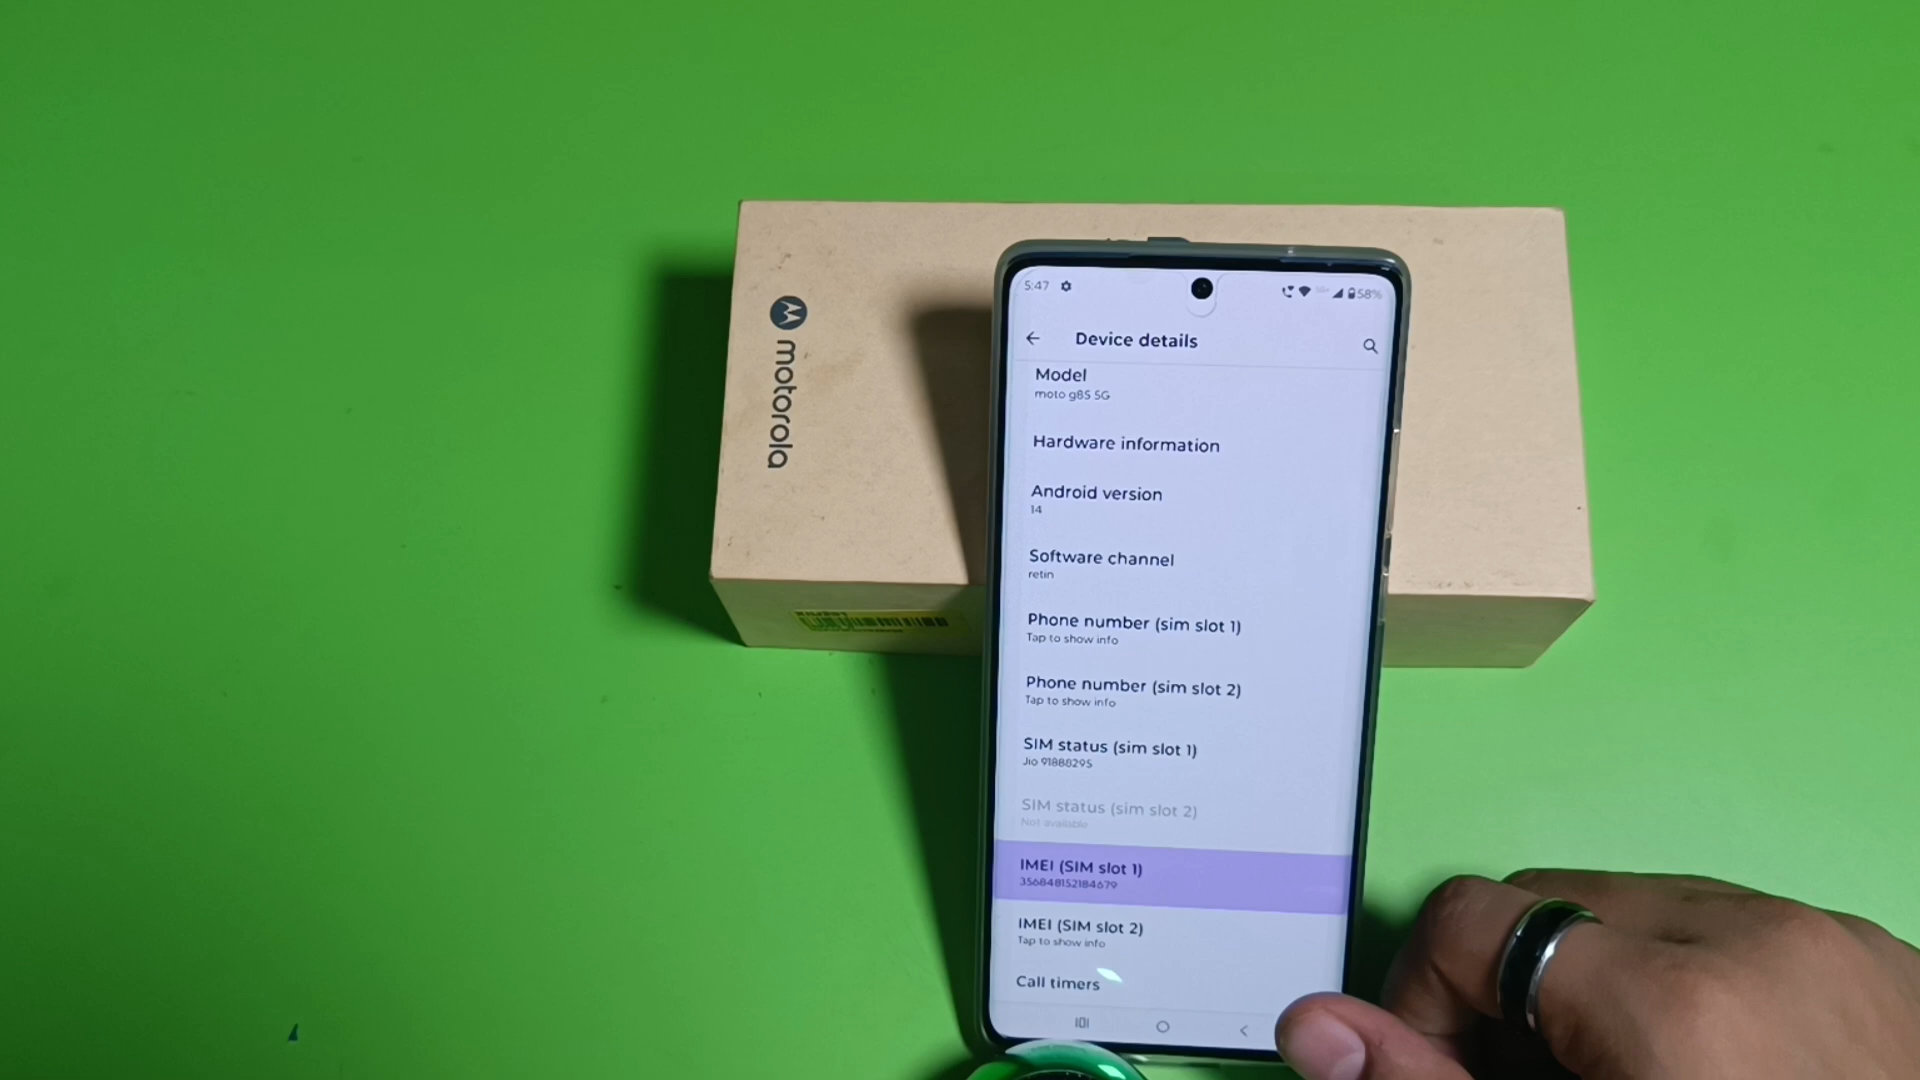 motorola
5:47
58%
Device details
Model
moto g85 5G
Hardware information
Android version
14
Software channel
retin
Phone number (sim slot 1)
Tap to show info
Phone number (sim slot 2)
Tap to show info
SIM status (sim slot 1)
Jio 91888295
SIM status (sim slot 2)
Not available
IMEI (SIM slot 1)
356848152184679
IMEI (SIM slot 2)
Tap to show info
Call timers